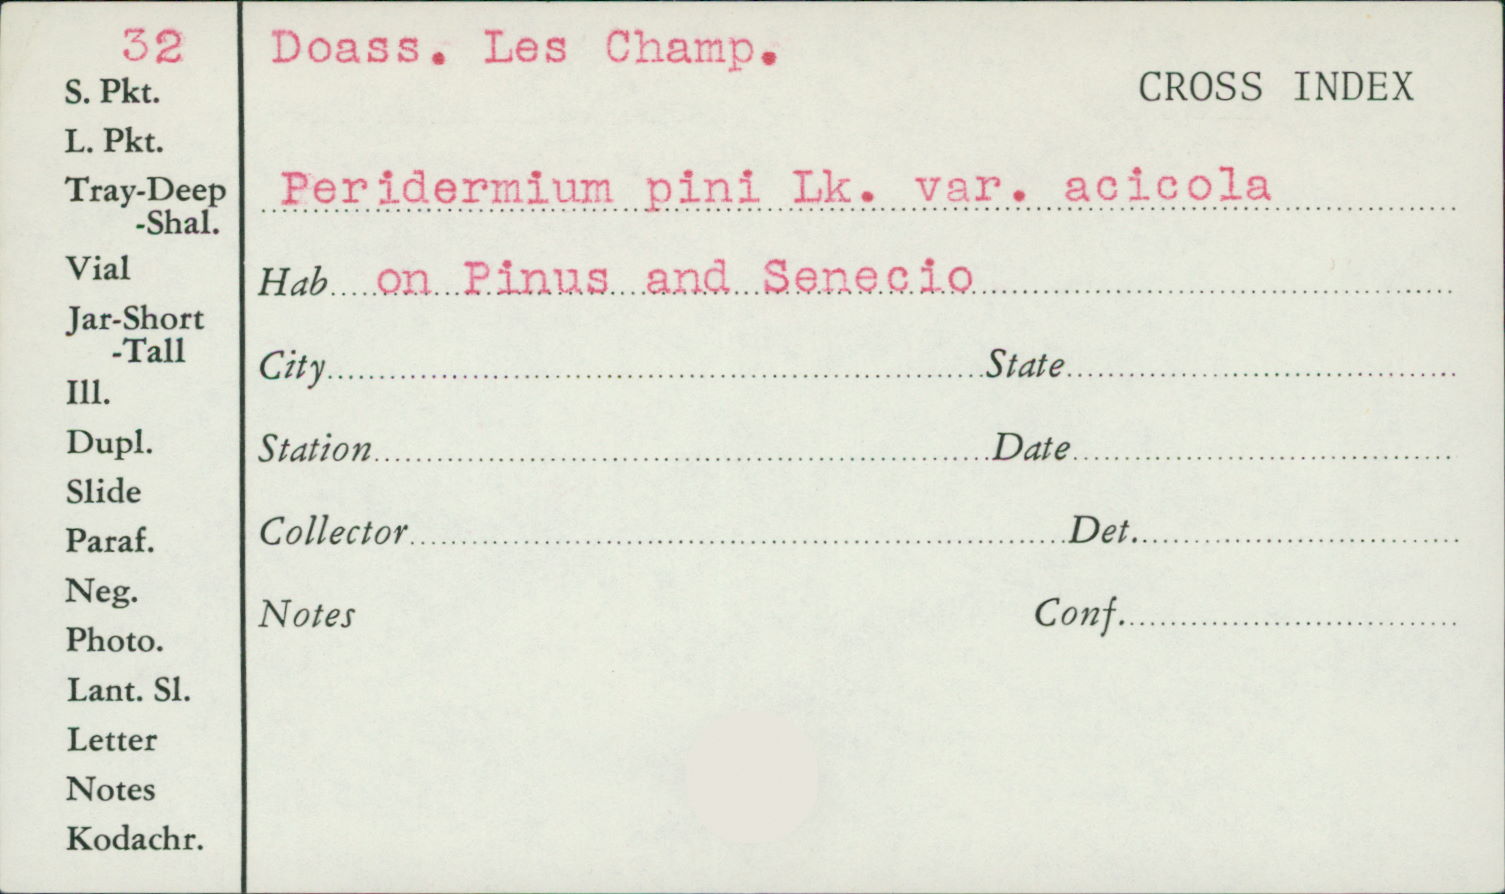 32
S. Pkt.
L. Pkt.
Tray-Deep
-Shal.
Vial
Jar-Short
-Tall
Ill.
Dupl.
Slide
Paraf.
Neg.
Photo.
Lant. Sl.
Letter
Notes
Kodachr.
Doass. Les Champ.
CROSS INDEX
Peridermium pini Lk. var. acicola
Hab....on Pinus and Senecio
City State
Station Date
Collector Det.
Notes Conf.